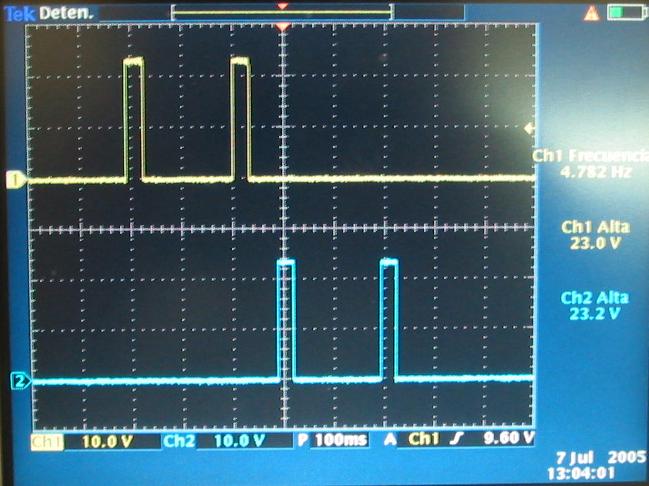 Tek Deten.
1
Ch1 Frecuencia
4.782 Hz
Ch1 Alta
23.0 V
Ch2 Alta
23.2 V
2
Ch1 10.0 V Ch2 10.0 V P 100ms A Ch1 9.60 V
7 Jul 2005
13:04:01